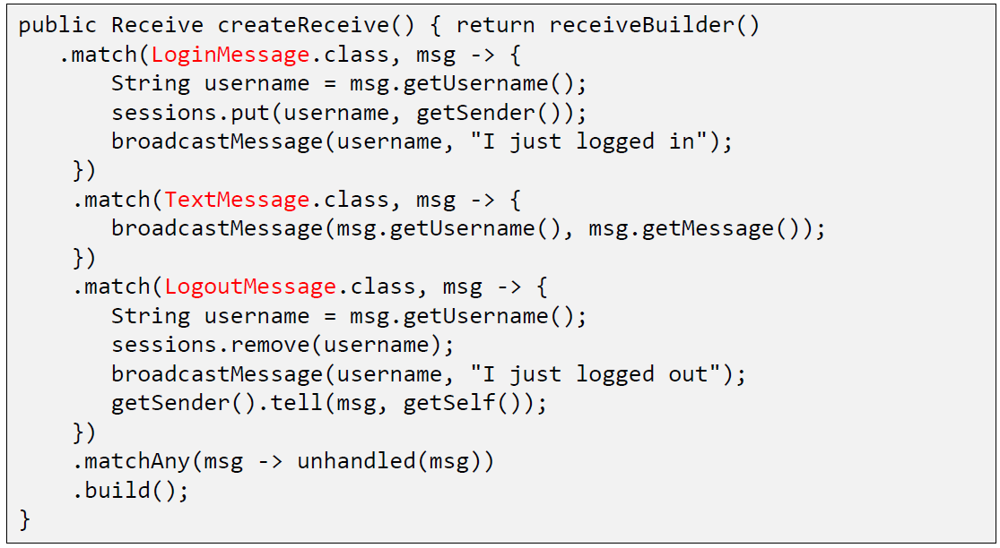 public Receive createReceive() { return receiveBuilder()
   .match(LoginMessage.class, msg -> {
       String username = msg.getUsername();
       sessions.put(username, getSender());
       broadcastMessage(username, "I just logged in");
    })
    .match(TextMessage.class, msg -> {
       broadcastMessage(msg.getUsername(), msg.getMessage());
    })
    .match(LogoutMessage.class, msg -> {
       String username = msg.getUsername();
       sessions.remove(username);
       broadcastMessage(username, "I just logged out");
       getSender().tell(msg, getSelf());
    })
    .matchAny(msg -> unhandled(msg))
    .build();
}